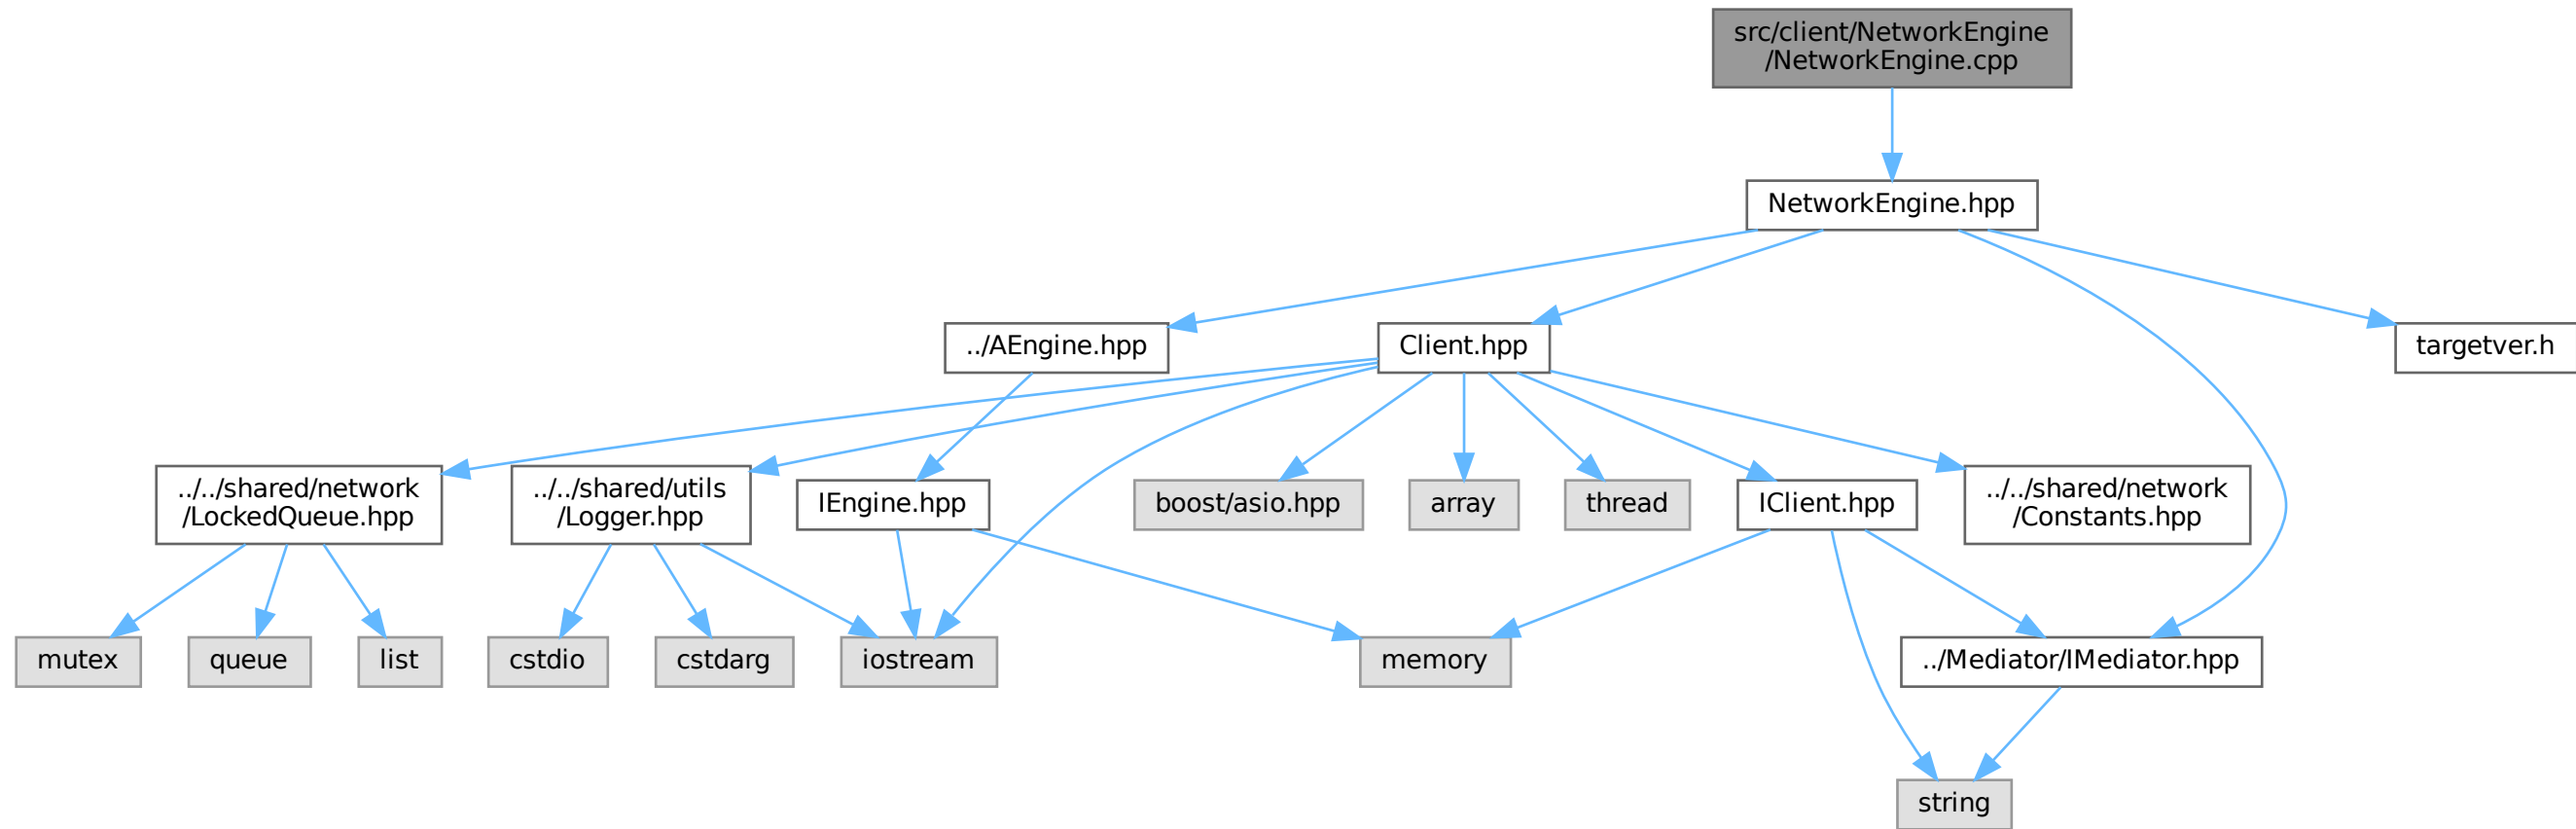 src/client/NetworkEngine
/NetworkEngine.cpp
NetworkEngine.hpp
../AEngine.hpp
Client.hpp
targetver.h
../../shared/network
/LockedQueue.hpp
../../shared/utils
/Logger.hpp
IEngine.hpp
boost/asio.hpp
array
thread
IClient.hpp
../../shared/network
/Constants.hpp
mutex
queue
list
cstdio
cstdarg
iostream
memory
../Mediator/IMediator.hpp
string